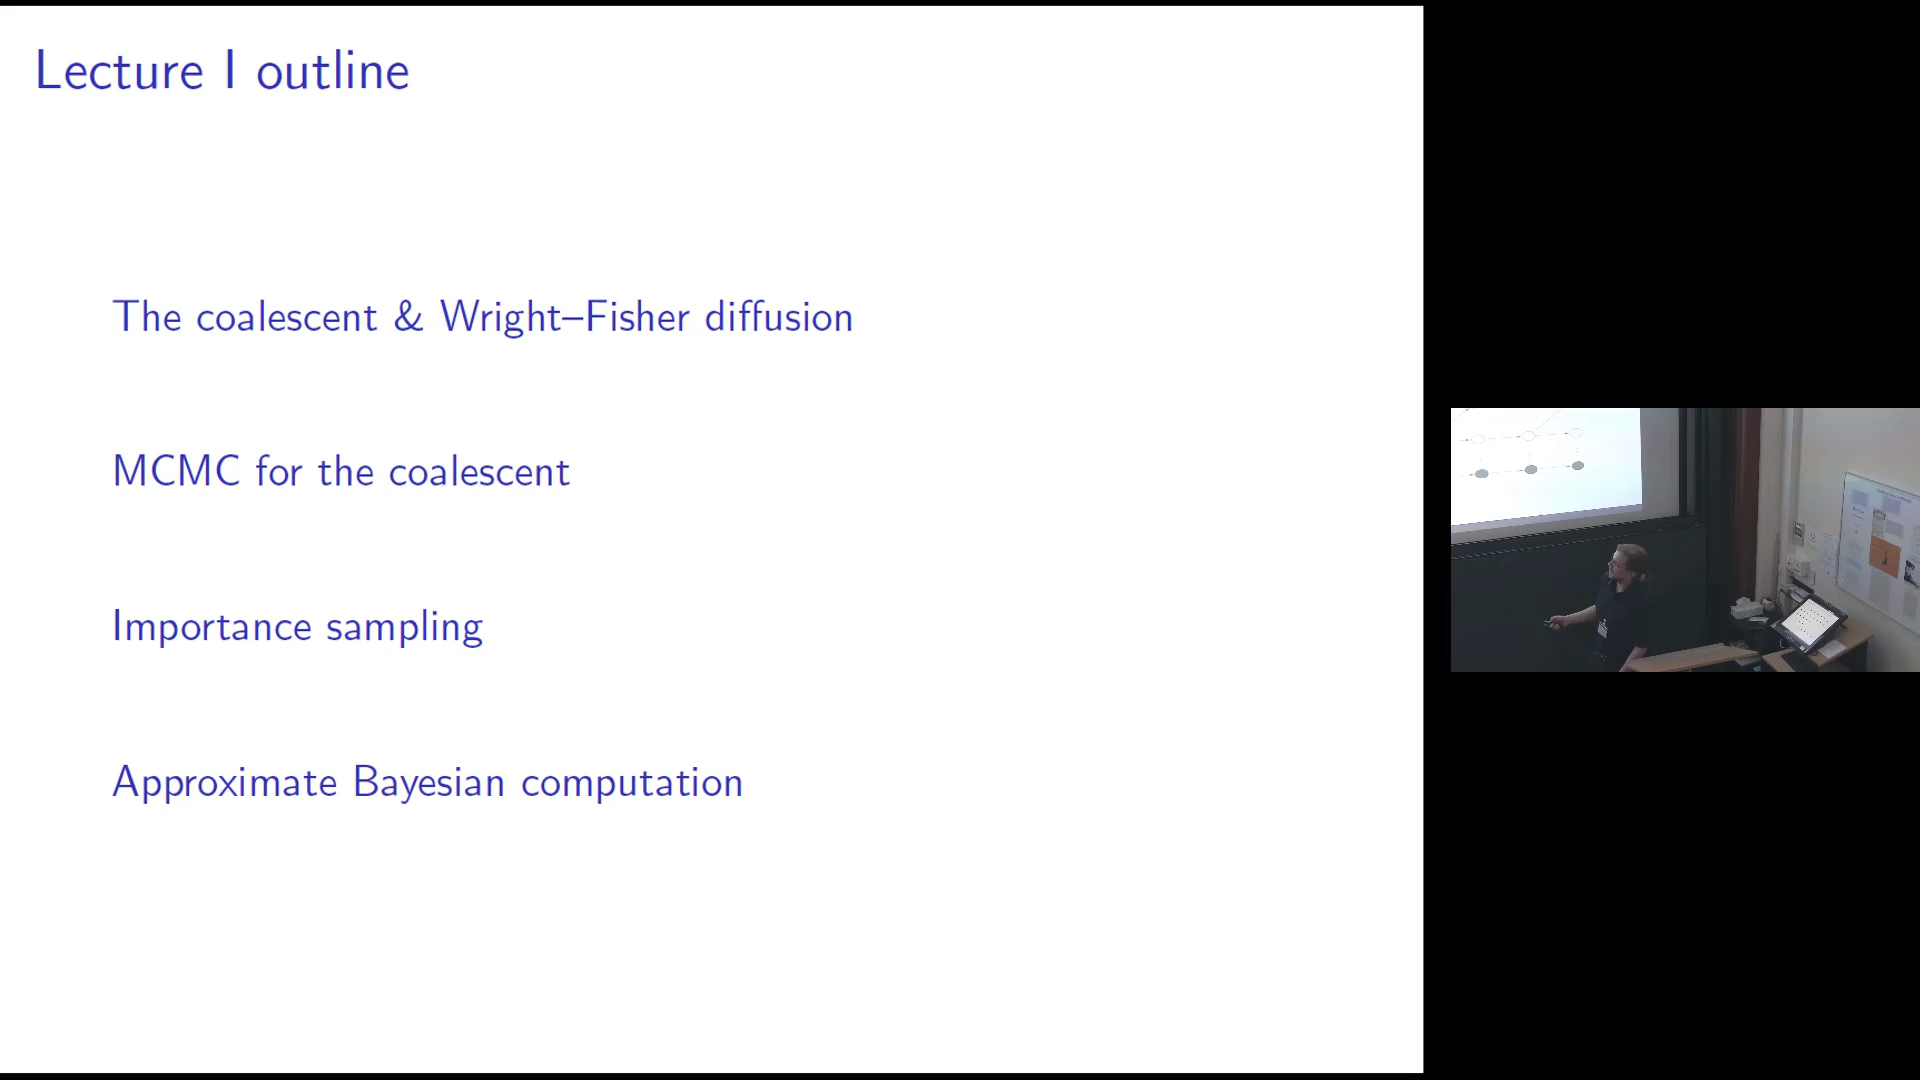 Lecture I outline
The coalescent & Wright–Fisher diffusion
MCMC for the coalescent
Importance sampling
Approximate Bayesian computation